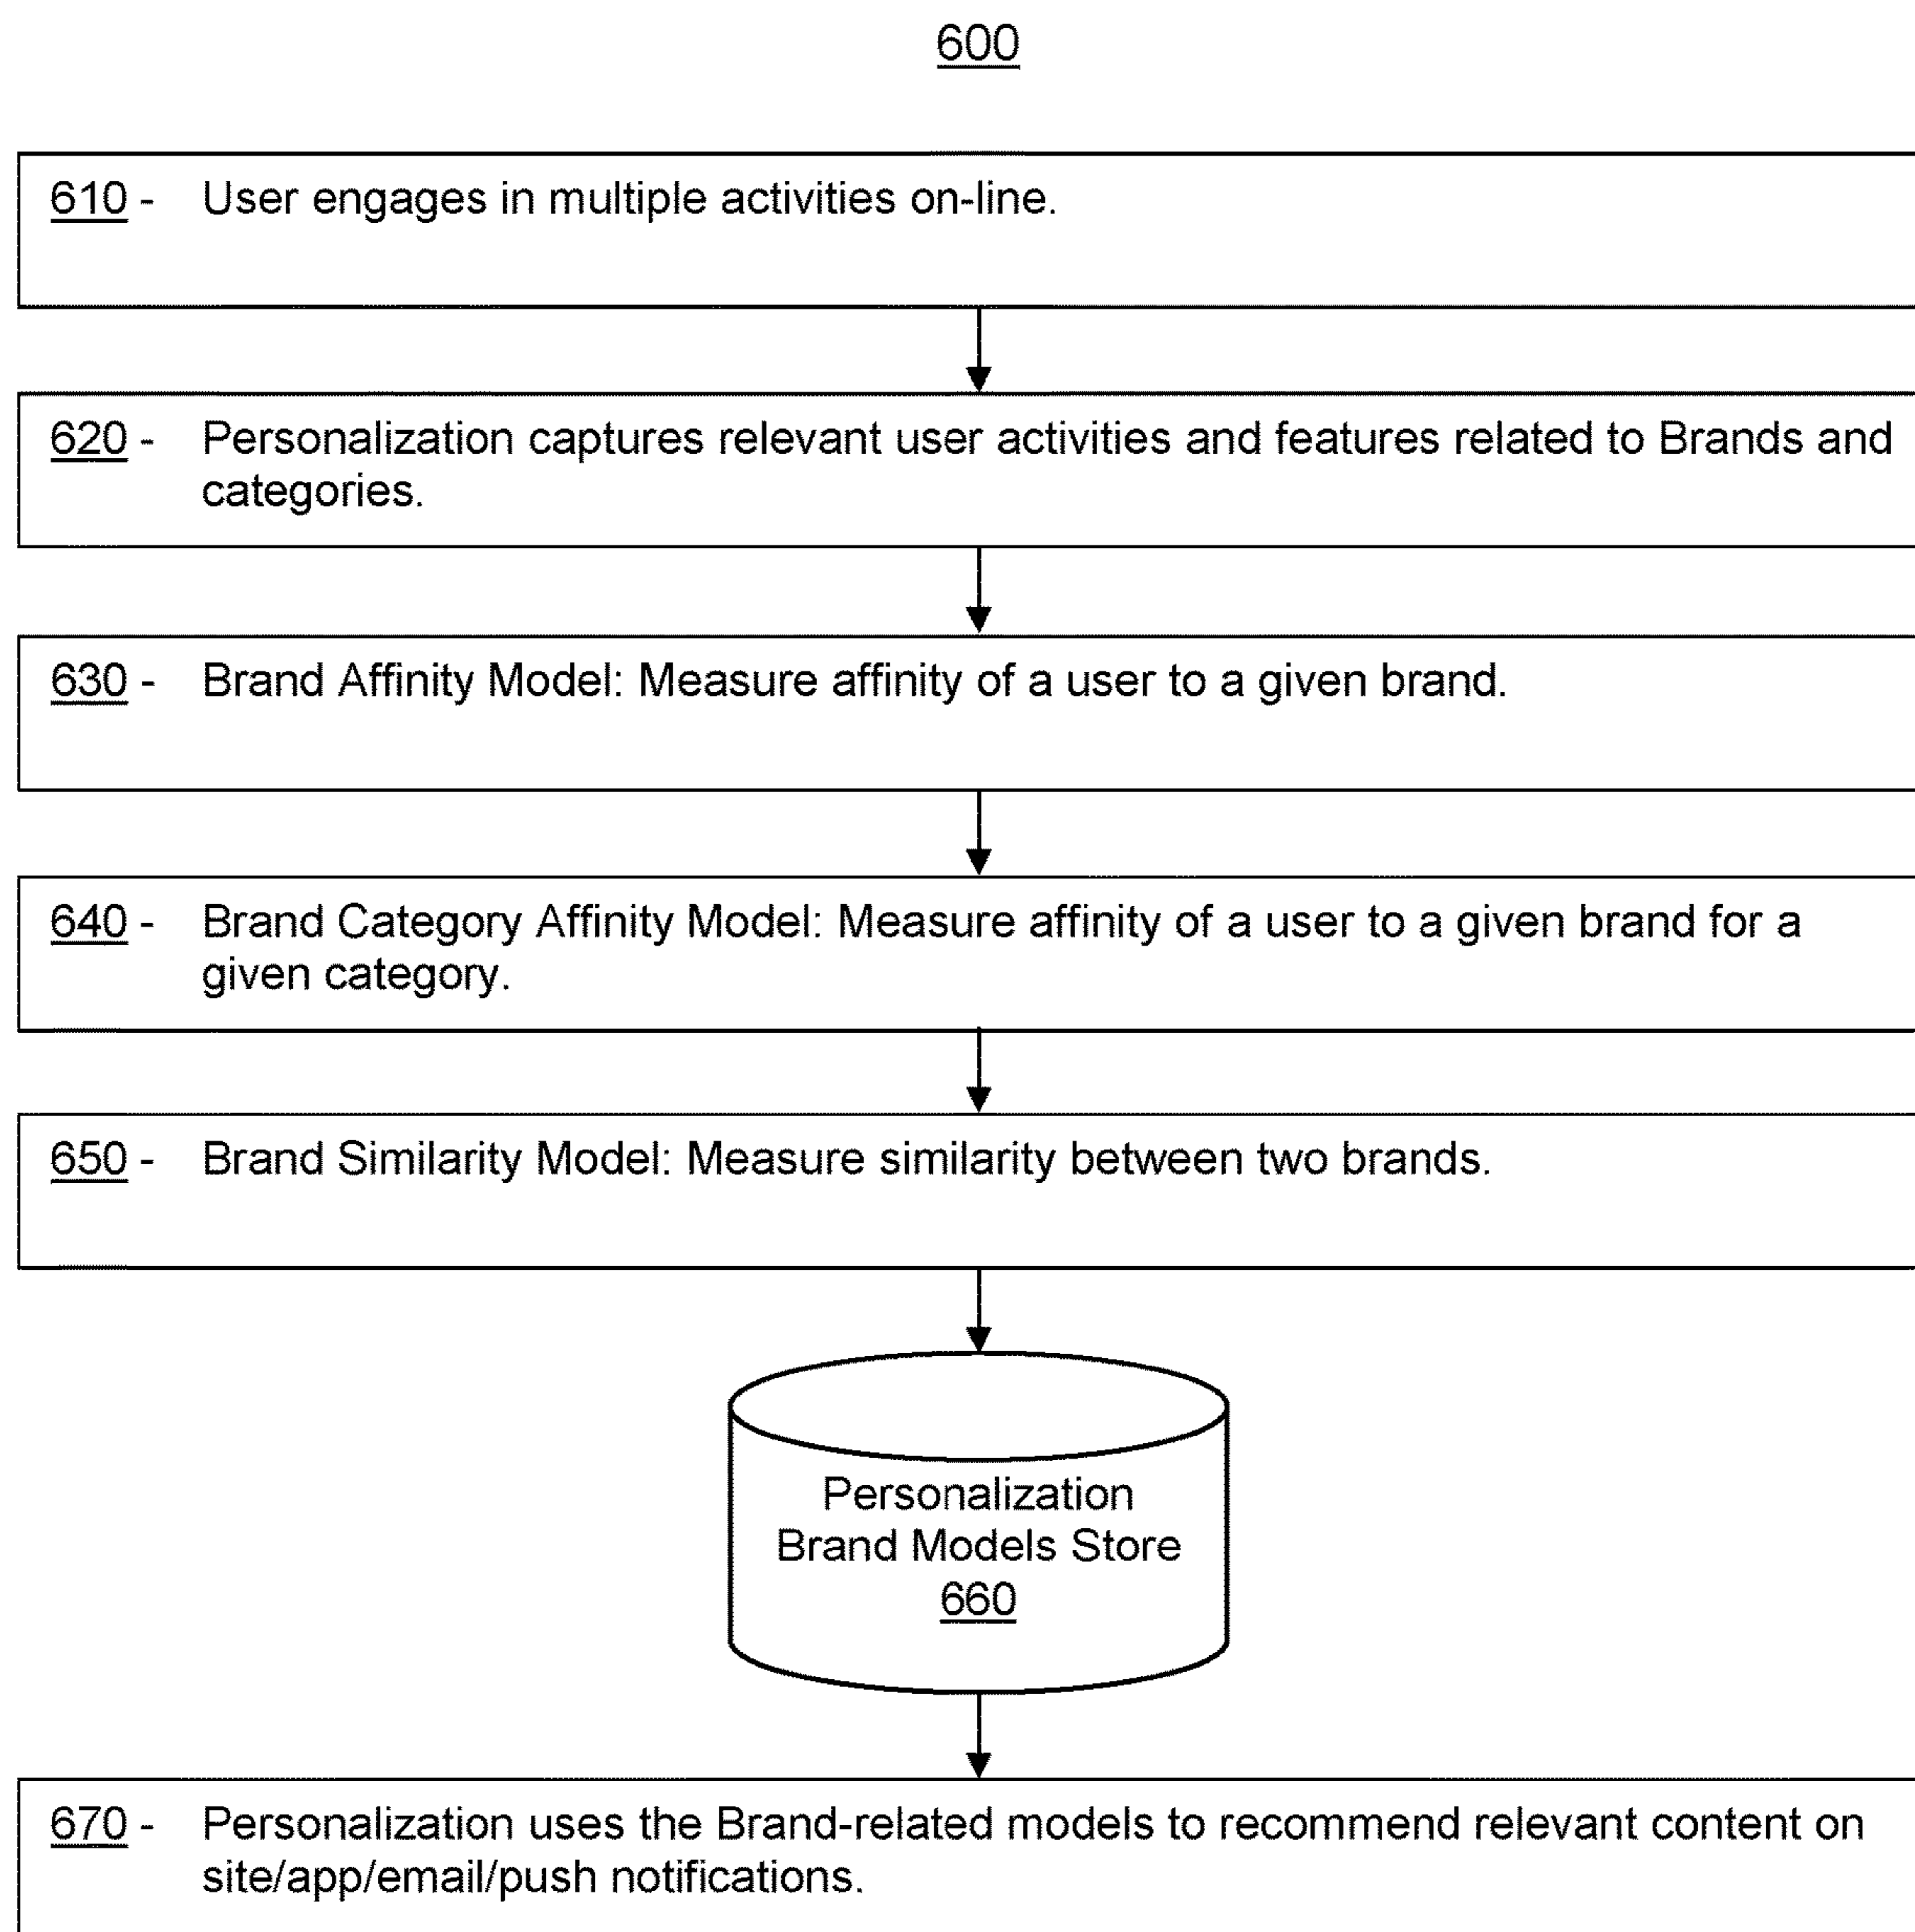 600
610 - User engages in multiple activities on-line.
620 - Personalization captures relevant user activities and features related to Brands and
categories.
630 - Brand Affinity Model: Measure affinity of a user to a given brand.
640 - Brand Category Affinity Model: Measure affinity of a user to a given brand for a
given category.
650 - Brand Similarity Model: Measure similarity between two brands.
Personalization
Brand Models Store
660
670 - Personalization uses the Brand-related models to recommend relevant content on
site/app/email/push notifications.